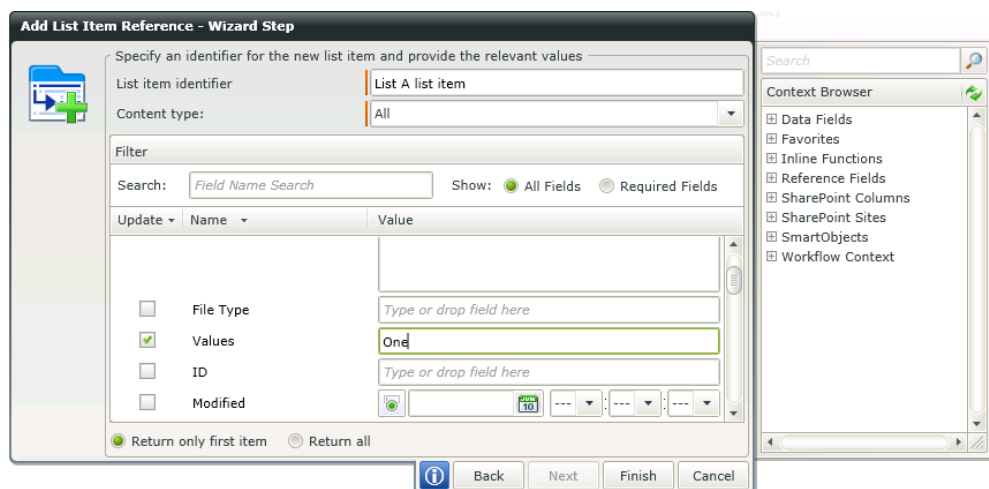 Add List Item Reference - Wizard Step
Specify an identifier for the new list item and provide the relevant values
List item identifier
List A list item
Content type:
All
Filter
Search:
Field Name Search
Show:
All Fields
Required Fields
Update
Name
Value
File Type
Type or drop field here
Values
One
ID
Type or drop field here
Modified
10
---
:
---
:
---
Return only first item
Return all
Back
Next
Finish
Cancel
Search
Context Browser
Data Fields
Favorites
Inline Functions
Reference Fields
SharePoint Columns
SharePoint Sites
SmartObjects
Workflow Context